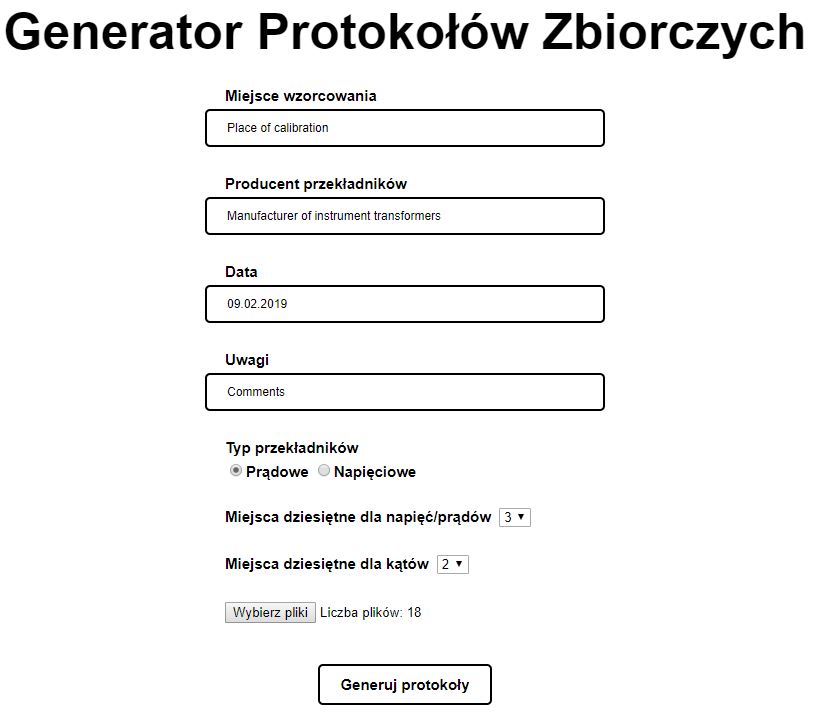 Generator Protokołów Zbiorczych
Miejsce wzorcowania
Place of calibration
Producent przekładników
Manufacturer of instrument transformers
Data
09.02.2019
Uwagi
Comments
Typ przekładników
Prądowe Napięciowe
Miejsca dziesiętne dla napięć/prądów 3
Miejsca dziesiętne dla kątów 2
Wybierz pliki Liczba plików: 18
Generuj protokoły